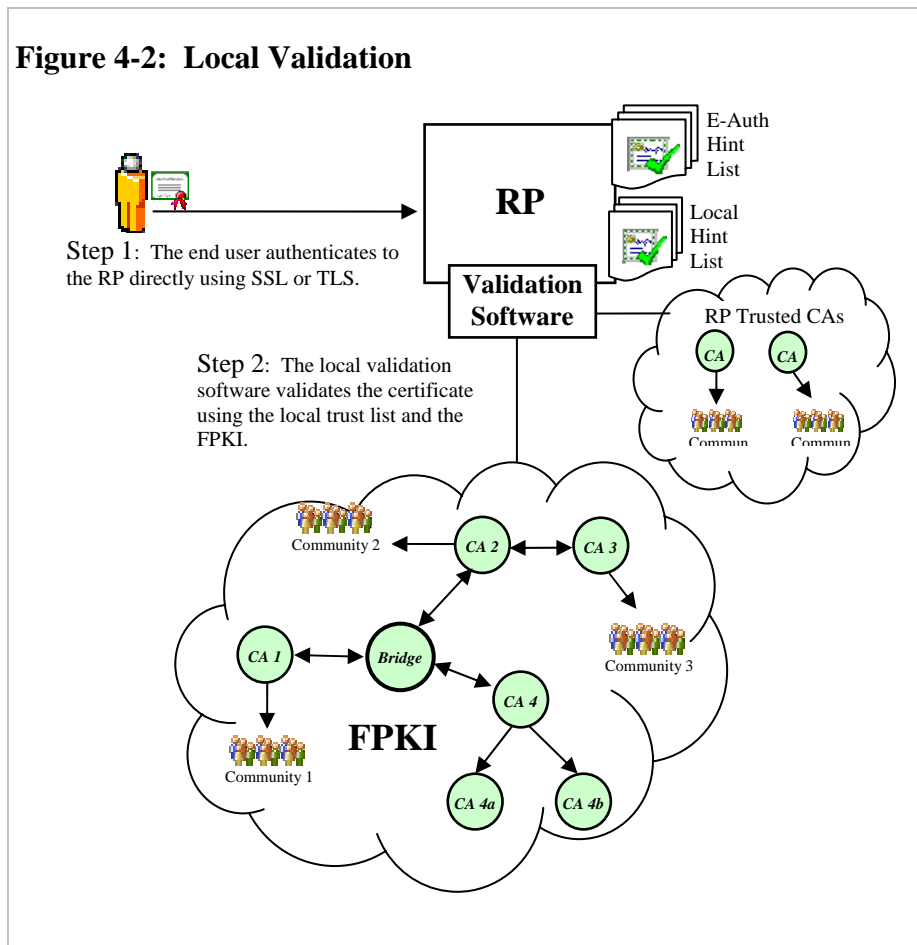 Figure 4-2: Local Validation
E-Auth
Hint
List
RP
Local
Hint
List
Step 1: The end user authenticates to
the RP directly using SSL or TLS.
Validation
Software
RP Trusted CAs
CA
CA
Commun
Commun
Step 2: The local validation
software validates the certificate
using the local trust list and the
FPKI.
Community 2
CA 2
CA 3
CA 1
Bridge
Community 3
CA 4
FPKI
Community 1
CA 4a
CA 4b